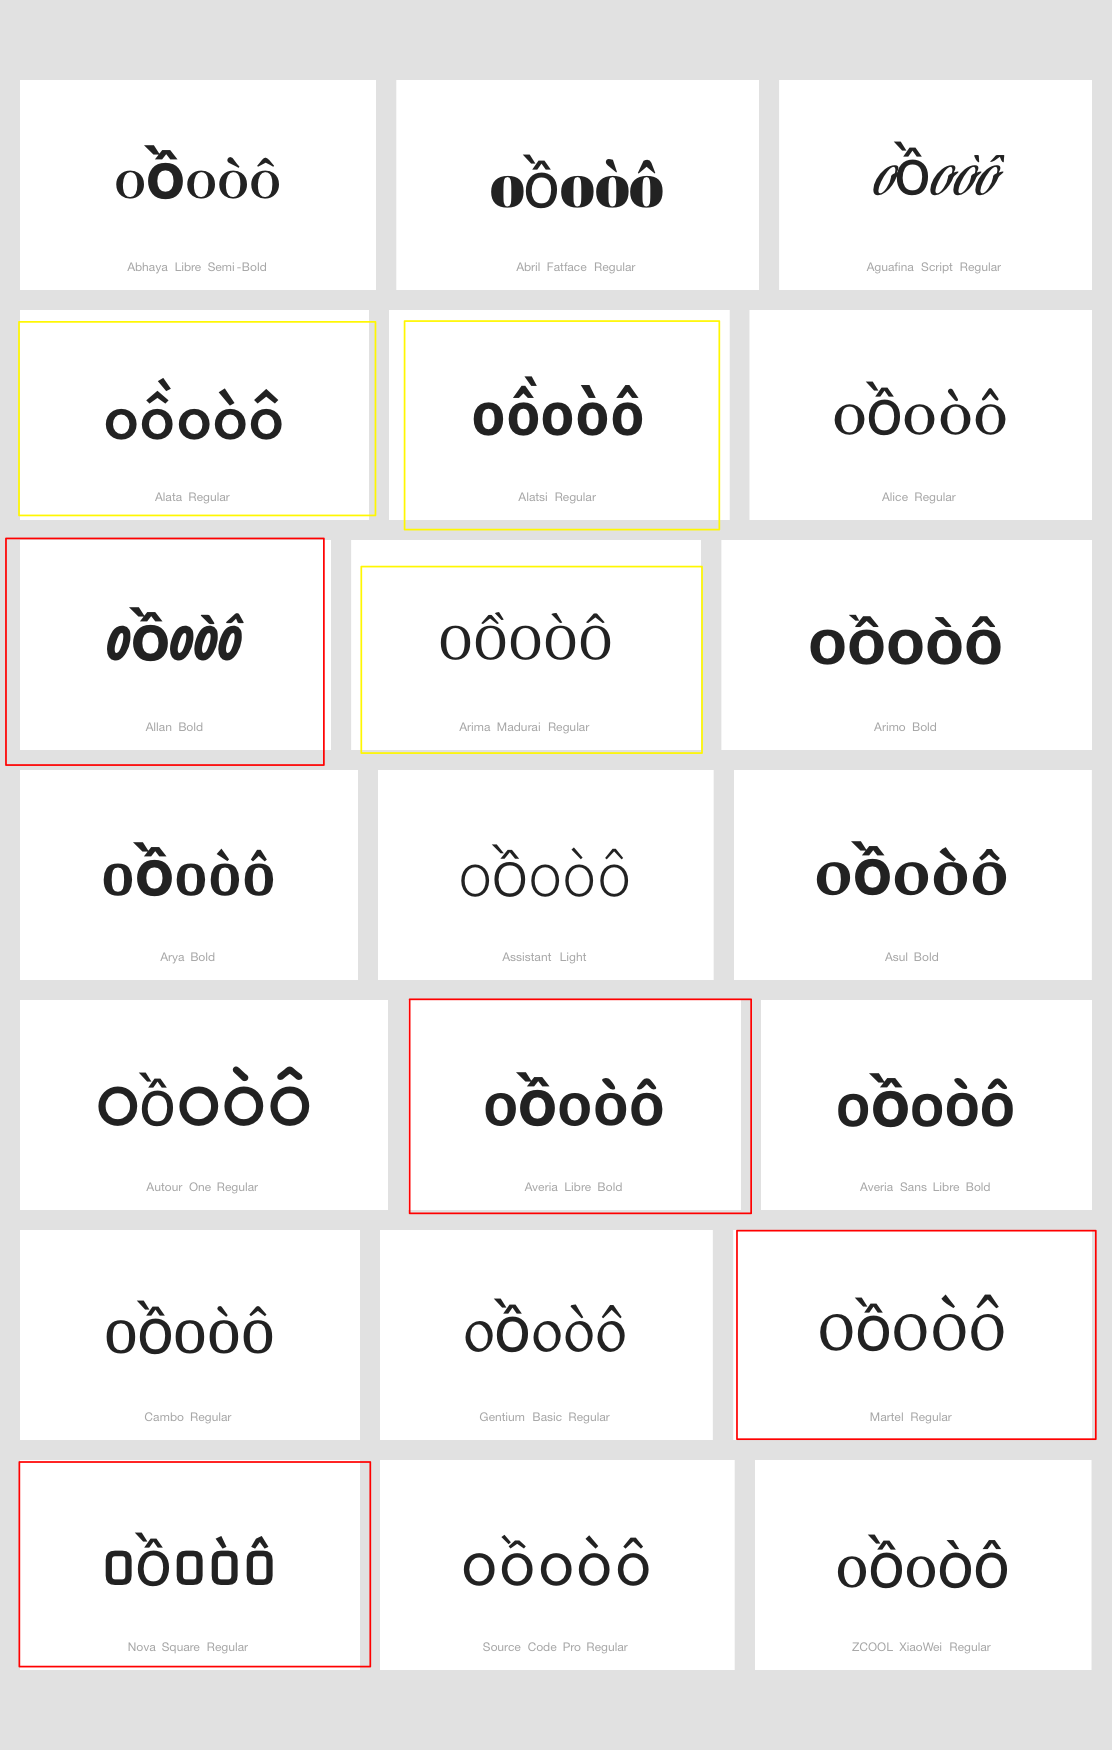 oồoòô
Abhaya Libre Semi-Bold
oồoòô
Abril Fatface Regular
oồoòô
Aguafina Script Regular
oồoòô
Alata Regular
oồoòô
Alatsi Regular
oồoòô
Alice Regular
oồoòô
Allan Bold
oồoòô
Arima Madurai Regular
oồoòô
Arimo Bold
oồoòô
Arya Bold
oồoòô
Assistant Light
oồoòô
Asul Bold
oồoòô
Autour One Regular
oồoòô
Averia Libre Bold
oồoòô
Averia Sans Libre Bold
oồoòô
Cambo Regular
oồoòô
Gentium Basic Regular
oồoòô
Martel Regular
oồoòô
Nova Square Regular
oồoòô
Source Code Pro Regular
oồoòô
ZCOOL XiaoWei Regular